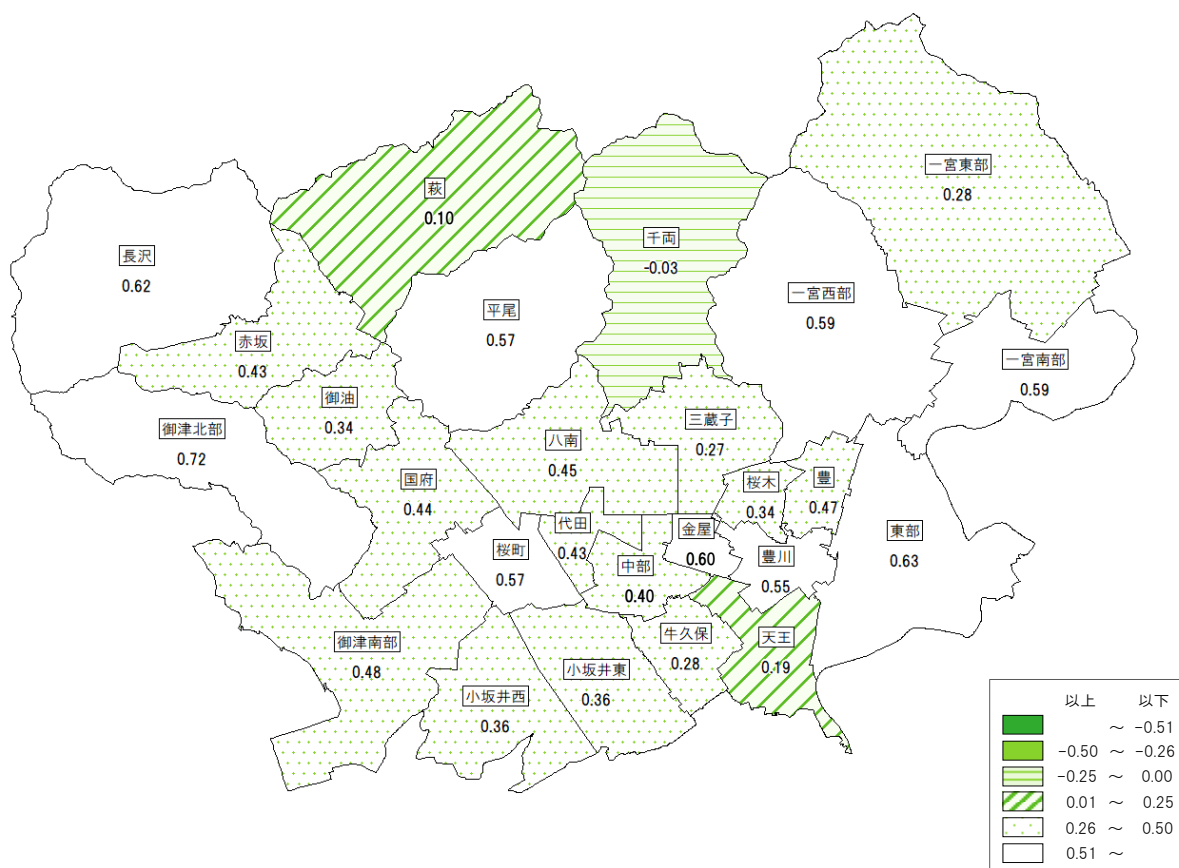 一宮東部
0.28
萩
0.10
千両
-0.03
長沢
0.62
一宮西部
0.59
平尾
0.57
赤坂
0.43
一宮南部
0.59
御油
0.34
御津北部
0.72
八南
0.45
三蔵子
0.27
国府
0.44
桜木
0.34
豊
0.47
代田
0.43
金屋
0.60
東部
0.63
桜町
0.57
中部
0.40
豊川
0.55
御津南部
0.48
牛久保
0.28
天王
0.19
小坂井西
0.36
小坂井東
0.36
以上 以下
～ -0.51
-0.50 ～ -0.26
-0.25 ～ 0.00
0.01 ～ 0.25
0.26 ～ 0.50
0.51 ～